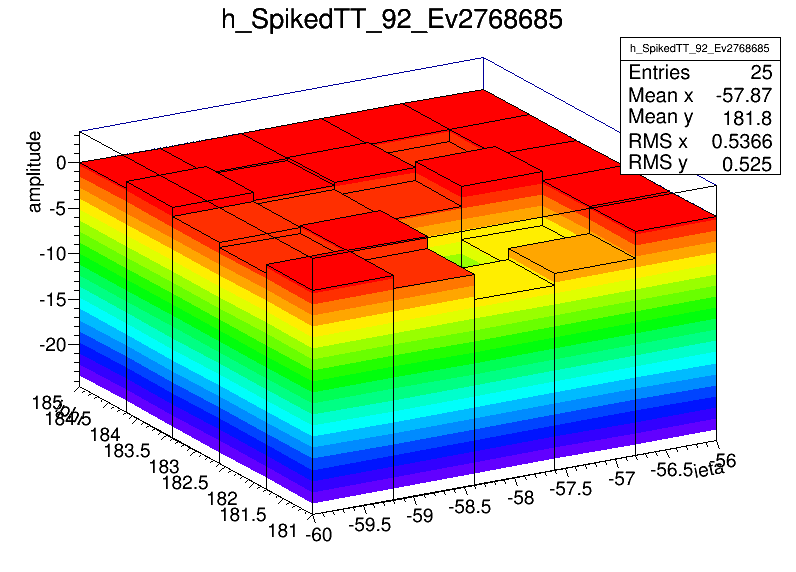 h_SpikedTT_92_Ev2768685
h_SpikedTT_92_Ev2768685
Entries 25
Mean x -57.87
Mean y 181.8
RMS x 0.5366
RMS y 0.525
amplitude
0
-5
-10
-15
-20
185
184.5
184
183.5
183
182.5
182
181.5
181
-60
-59.5
-59
-58.5
-58
-57.5
-57
-56.5
-56
ieta